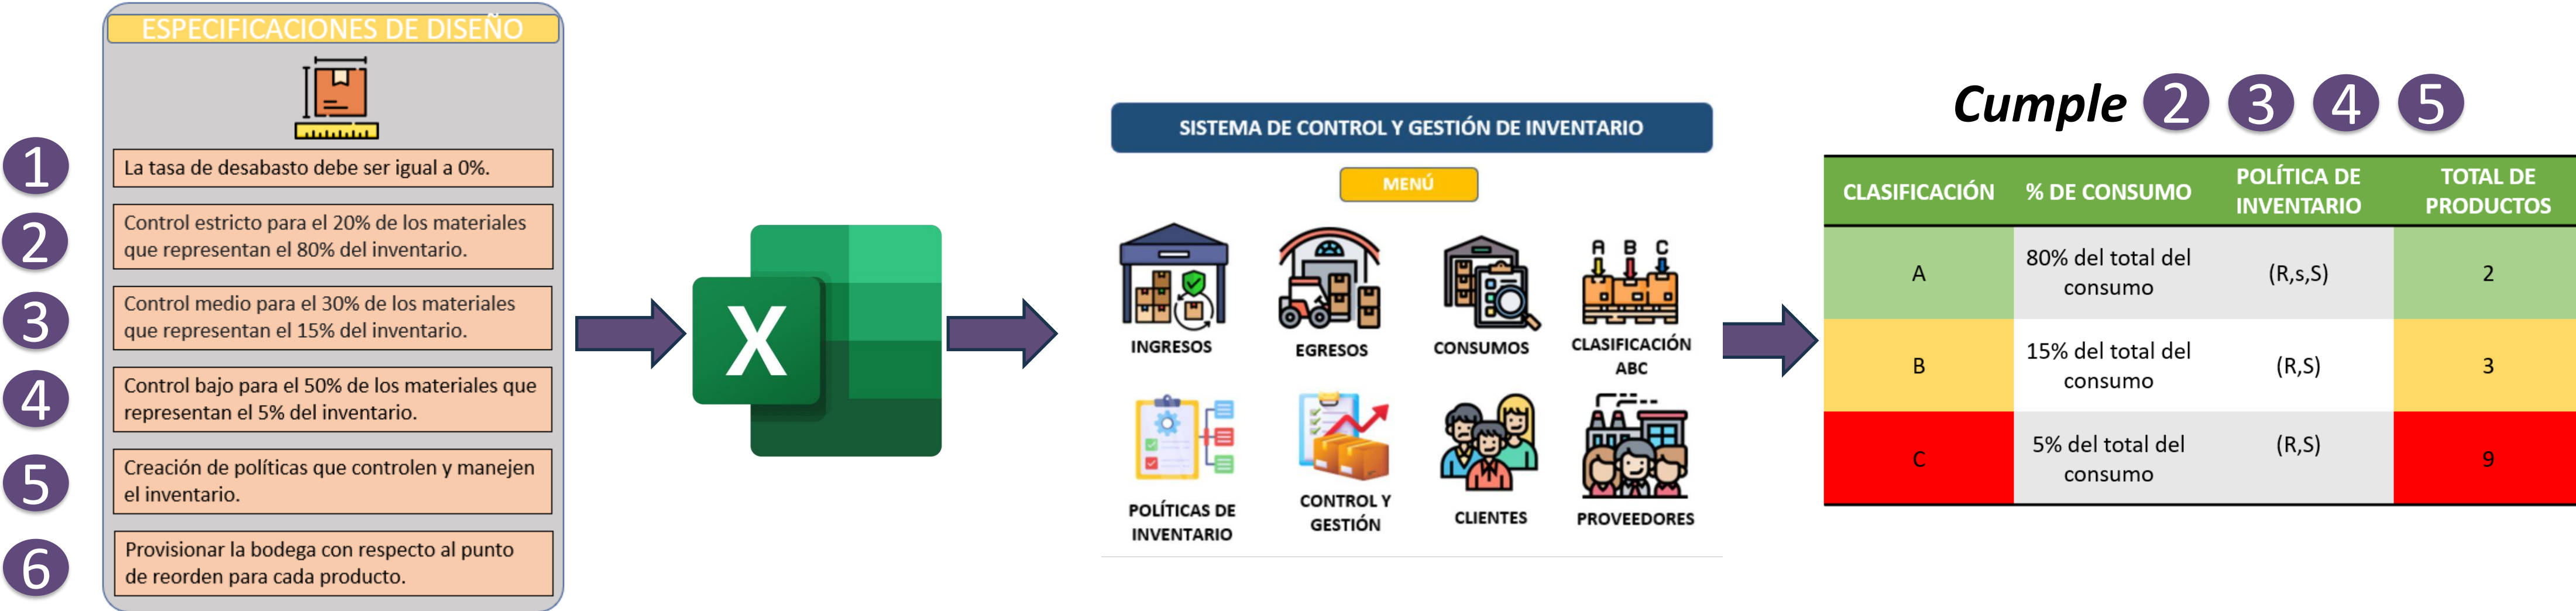 ESPECIFICACIONES DE DISEÑO
1
La tasa de desabasto debe ser igual a 0%.
2
Control estricto para el 20% de los materiales
que representan el 80% del inventario.
3
Control medio para el 30% de los materiales
que representan el 15% del inventario.
4
Control bajo para el 50% de los materiales que
representan el 5% del inventario.
5
Creación de políticas que controlen y manejen
el inventario.
6
Provisionar la bodega con respecto al punto
de reorden para cada producto.
X
SISTEMA DE CONTROL Y GESTIÓN DE INVENTARIO
MENÚ
INGRESOS
EGRESOS
CONSUMOS
A B C
CLASIFICACIÓN
ABC
POLÍTICAS DE
INVENTARIO
CONTROL Y
GESTIÓN
CLIENTES
PROVEEDORES
Cumple 2 3 4 5
CLASIFICACIÓN
% DE CONSUMO
POLÍTICA DE
INVENTARIO
TOTAL DE
PRODUCTOS
A
80% del total del
consumo
(R,s,S)
2
B
15% del total del
consumo
(R,S)
3
C
5% del total del
consumo
(R,S)
9